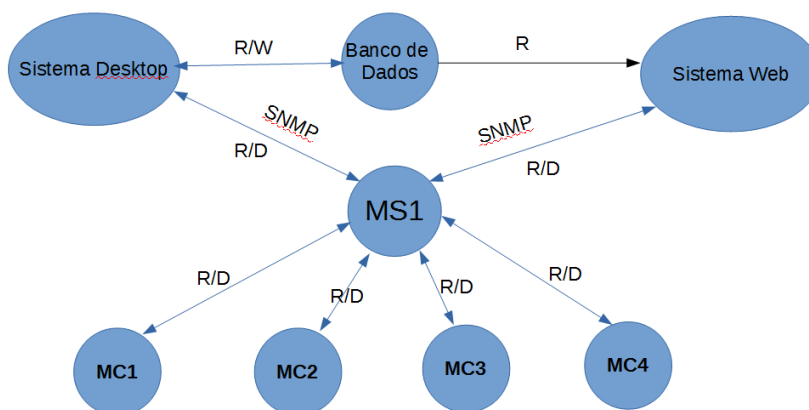 R/W
Banco de
Dados
R
Sistema Desktop
Sistema Web
SNMP
SNMP
R/D
R/D
MS1
R/D
R/D
R/D
R/D
MC1
MC2
MC3
MC4